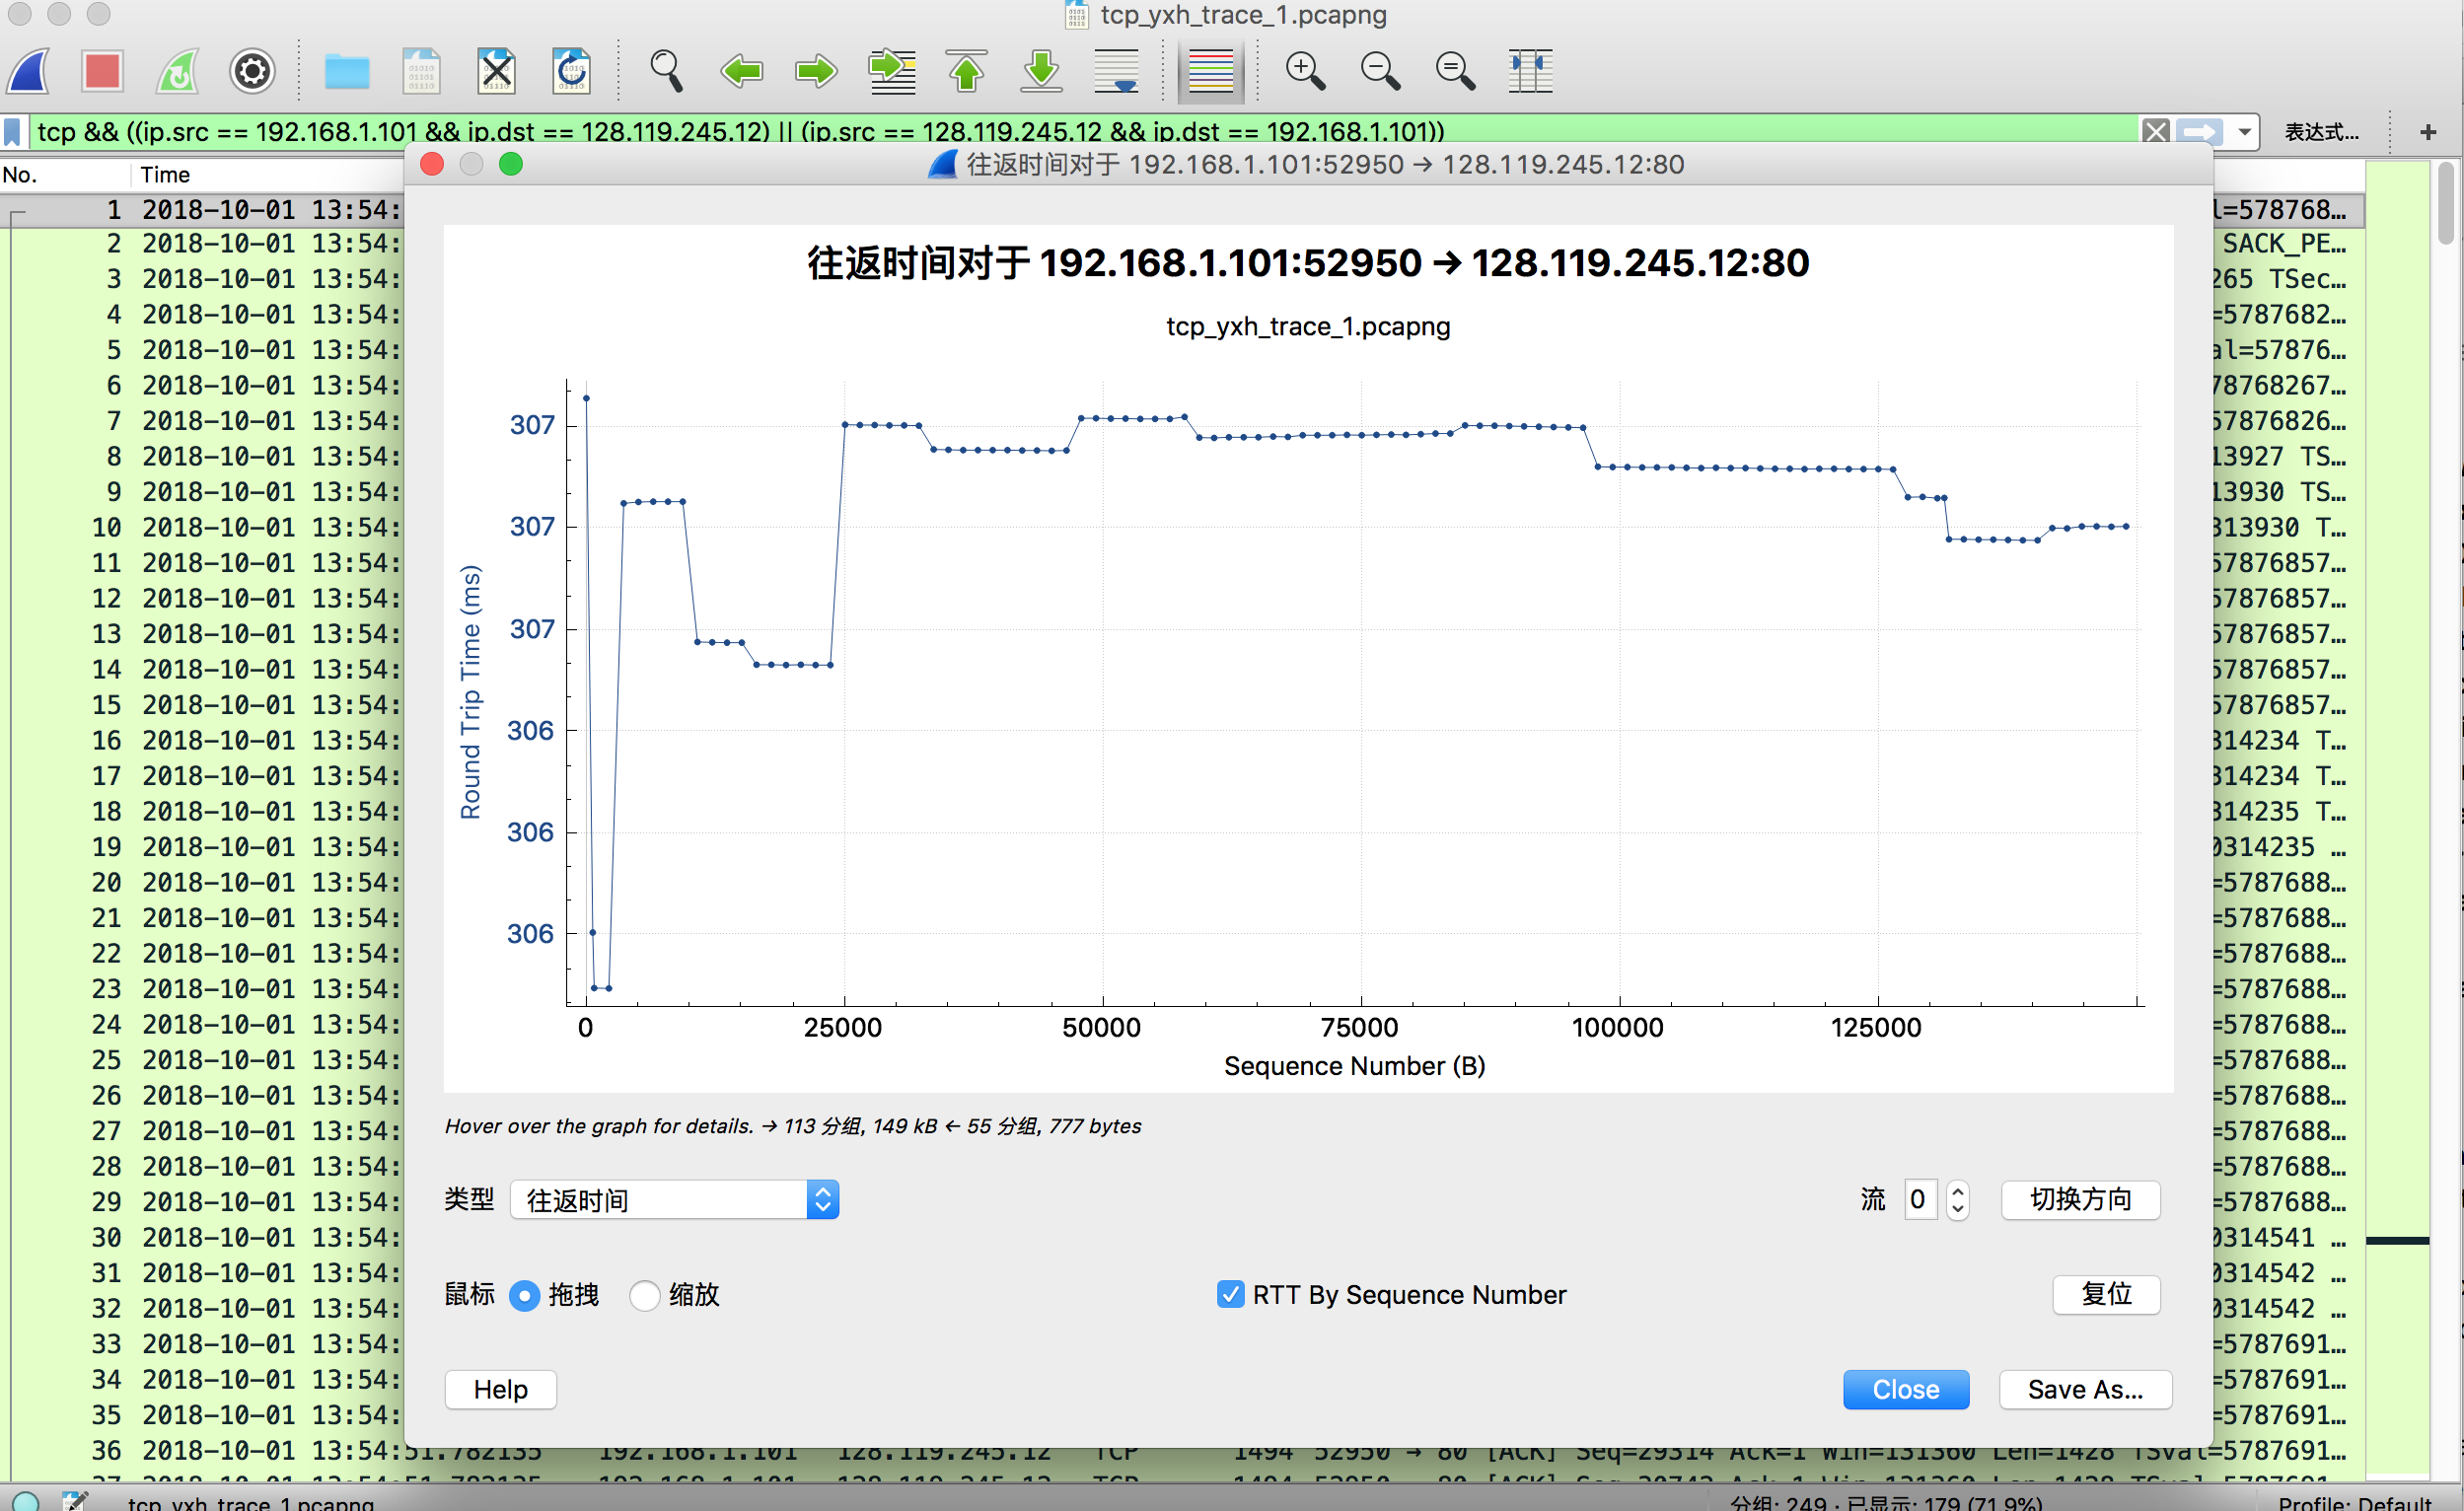 tcp_yxh_trace_1.pcapng
tcp && ((ip.src == 192.168.1.101 && ip.dst == 128.119.245.12) || (ip.src == 128.119.245.12 && ip.dst == 192.168.1.101))
表达式…
+
No. Time
往返时间对于 192.168.1.101:52950 → 128.119.245.12:80
往返时间对于 192.168.1.101:52950 → 128.119.245.12:80
tcp_yxh_trace_1.pcapng
307
307
307
306
306
306
Round Trip Time (ms)
0 25000 50000 75000 100000 125000
Sequence Number (B)
Hover over the graph for details. → 113 分组, 149 kB ← 55 分组, 777 bytes
类型 往返时间 流 0 切换方向
鼠标 拖拽 缩放 RTT By Sequence Number 复位
Help Close Save As…
1 2018-10-01 13:54: l=578768…
2 2018-10-01 13:54: SACK_PE…
3 2018-10-01 13:54: 265 TSec…
4 2018-10-01 13:54: =5787682…
5 2018-10-01 13:54: al=57876…
6 2018-10-01 13:54: 78768267…
7 2018-10-01 13:54: 57876826…
8 2018-10-01 13:54: 13927 TS…
9 2018-10-01 13:54: 13930 TS…
10 2018-10-01 13:54: 313930 T…
11 2018-10-01 13:54: 57876857…
12 2018-10-01 13:54: 57876857…
13 2018-10-01 13:54: 57876857…
14 2018-10-01 13:54: 57876857…
15 2018-10-01 13:54: 57876857…
16 2018-10-01 13:54: 314234 T…
17 2018-10-01 13:54: 314234 T…
18 2018-10-01 13:54: 314235 T…
19 2018-10-01 13:54: 0314235 …
20 2018-10-01 13:54: =5787688…
21 2018-10-01 13:54: =5787688…
22 2018-10-01 13:54: =5787688…
23 2018-10-01 13:54: =5787688…
24 2018-10-01 13:54: =5787688…
25 2018-10-01 13:54: =5787688…
26 2018-10-01 13:54: =5787688…
27 2018-10-01 13:54: =5787688…
28 2018-10-01 13:54: =5787688…
29 2018-10-01 13:54: =5787688…
30 2018-10-01 13:54: 0314541 …
31 2018-10-01 13:54: 0314542 …
32 2018-10-01 13:54: 0314542 …
33 2018-10-01 13:54: =5787691…
34 2018-10-01 13:54: =5787691…
35 2018-10-01 13:54: =5787691…
36 2018-10-01 13:54:51.782135 192.168.1.101 128.119.245.12 TCP 1494 52950 → 80 [ACK] Seq=29314 Ack=1 Win=131360 Len=1428 TSval=5787691…
tcp_yxh_trace_1.pcapng 分组: 249 · 已显示: 179 (71.9%) Profile: Default